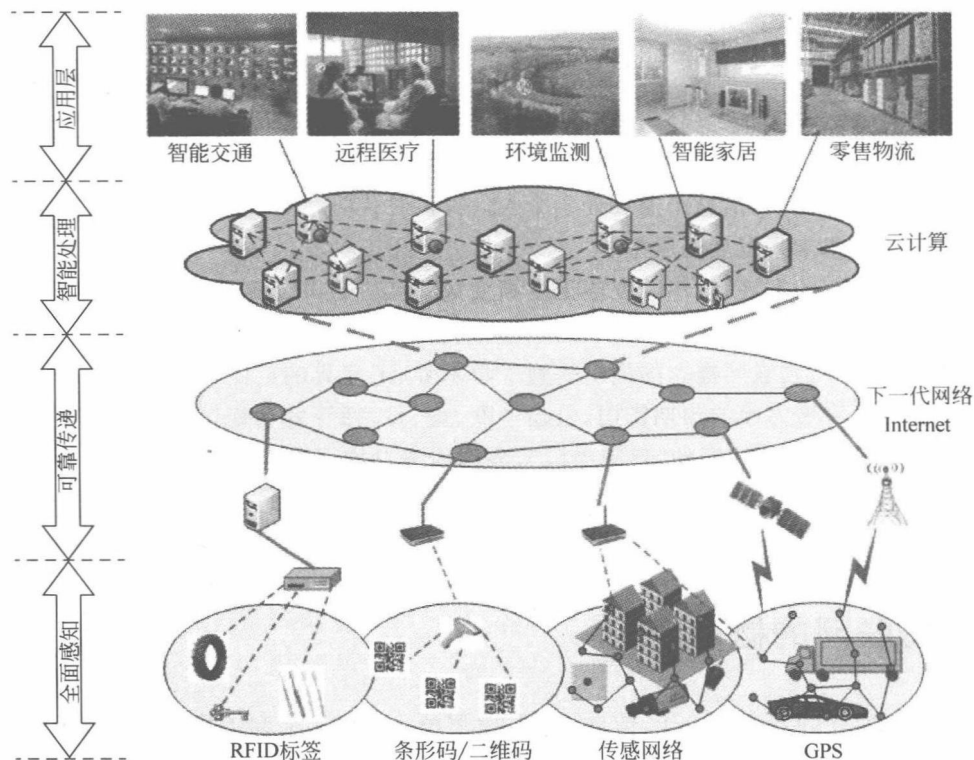 应用层
智能交通
远程医疗
环境监测
智能家居
零售物流
智能处理
云计算
可靠传递
下一代网络
Internet
全面感知
RFID标签
条形码/二维码
传感网络
GPS